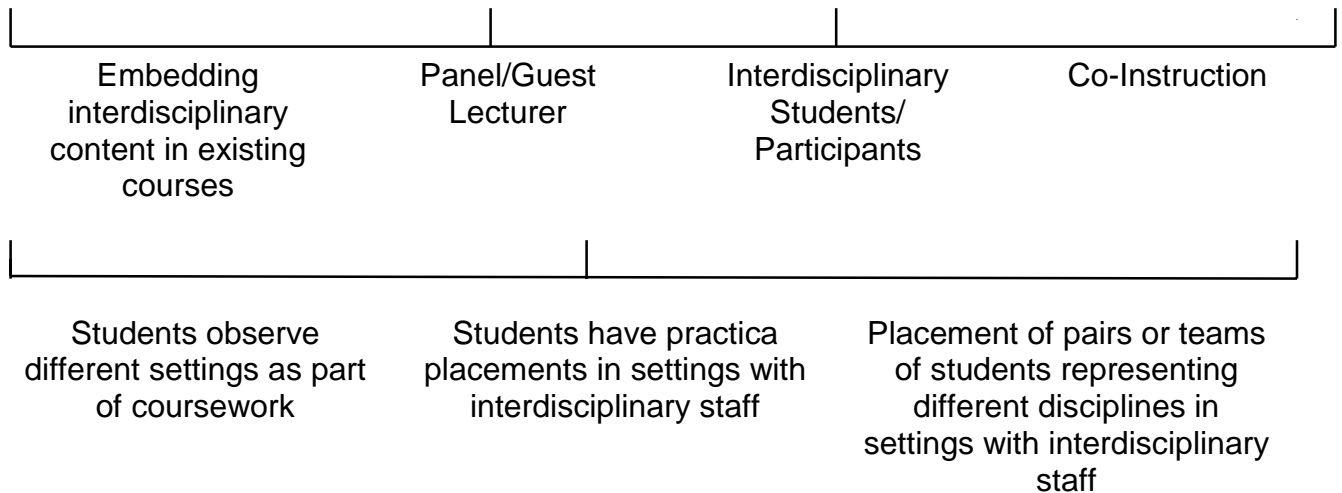 Embedding
interdisciplinary
content in existing
courses
Panel/Guest
Lecturer
Interdisciplinary
Students/
Participants
Co-Instruction
Students observe
different settings as part
of coursework
Students have practica
placements in settings with
interdisciplinary staff
Placement of pairs or teams
of students representing
different disciplines in
settings with interdisciplinary
staff